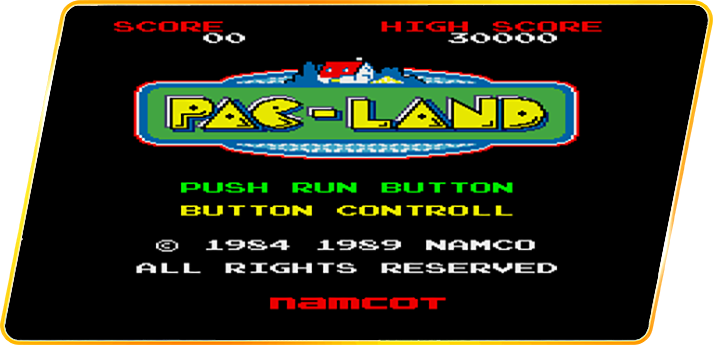 SCORE HIGH SCORE
00 30000
PAC-LAND
PUSH RUN BUTTON
BUTTON CONTROLL
© 1984 1989 NAMCO
ALL RIGHTS RESERVED
namcot